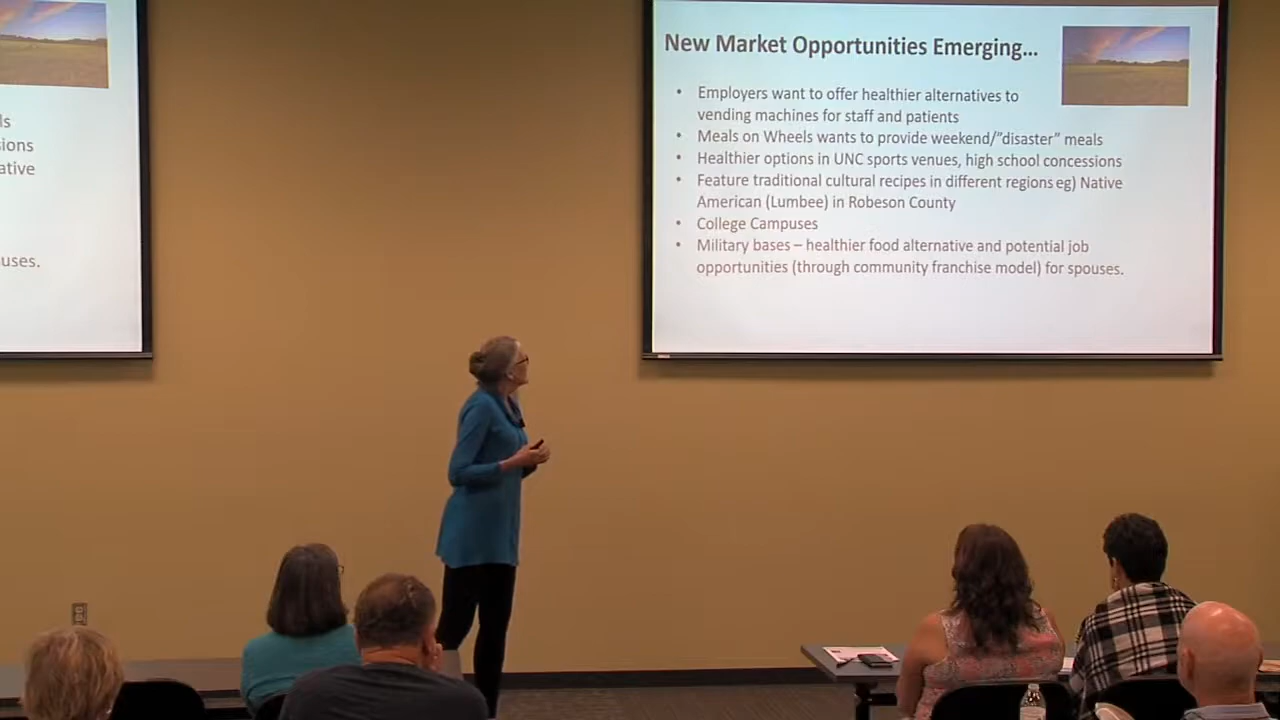 ls
ions
ative
uses.
New Market Opportunities Emerging...
• Employers want to offer healthier alternatives to
vending machines for staff and patients
• Meals on Wheels wants to provide weekend/"disaster" meals
• Healthier options in UNC sports venues, high school concessions
• Feature traditional cultural recipes in different regions eg) Native
American (Lumbee) in Robeson County
• College Campuses
• Military bases – healthier food alternative and potential job
opportunities (through community franchise model) for spouses.